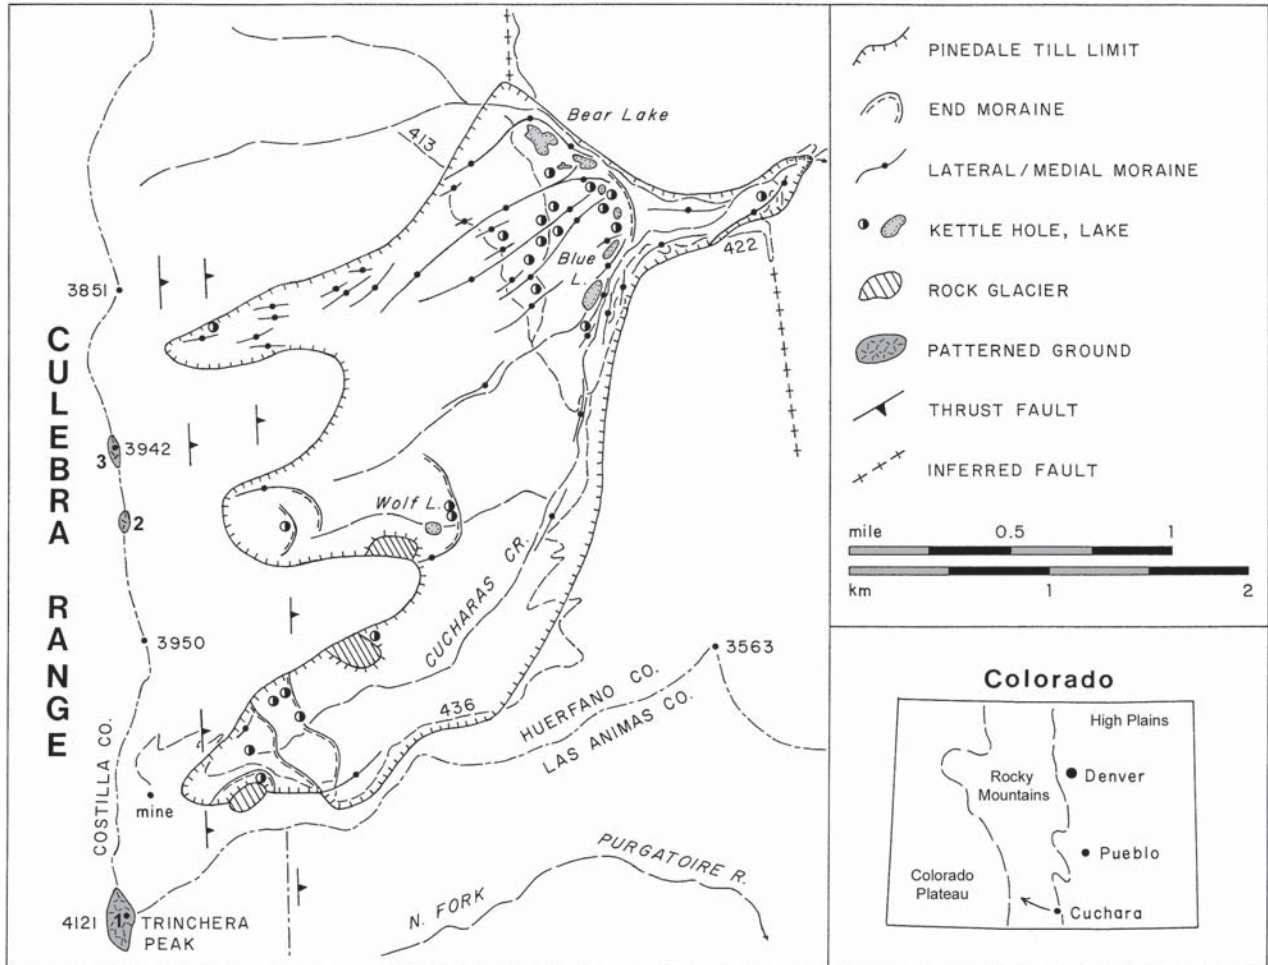 Bear Lake
413
422
Blue
L.
3851
3942
3
2
Wolf L.
3950
CULEBRA RANGE
CUCHARAS CR.
3563
436
HUERFANO CO.
LAS ANIMAS CO.
COSTILLA CO.
mine
4121
1
TRINCHERA
PEAK
N. FORK
PURGATOIRE R.
PINEDALE TILL LIMIT
END MORAINE
LATERAL/MEDIAL MORAINE
KETTLE HOLE, LAKE
ROCK GLACIER
PATTERNED GROUND
THRUST FAULT
INFERRED FAULT
mile 0.5 1
km 1 2
Colorado
High Plains
Rocky
Mountains
Denver
Pueblo
Colorado
Plateau
Cuchara